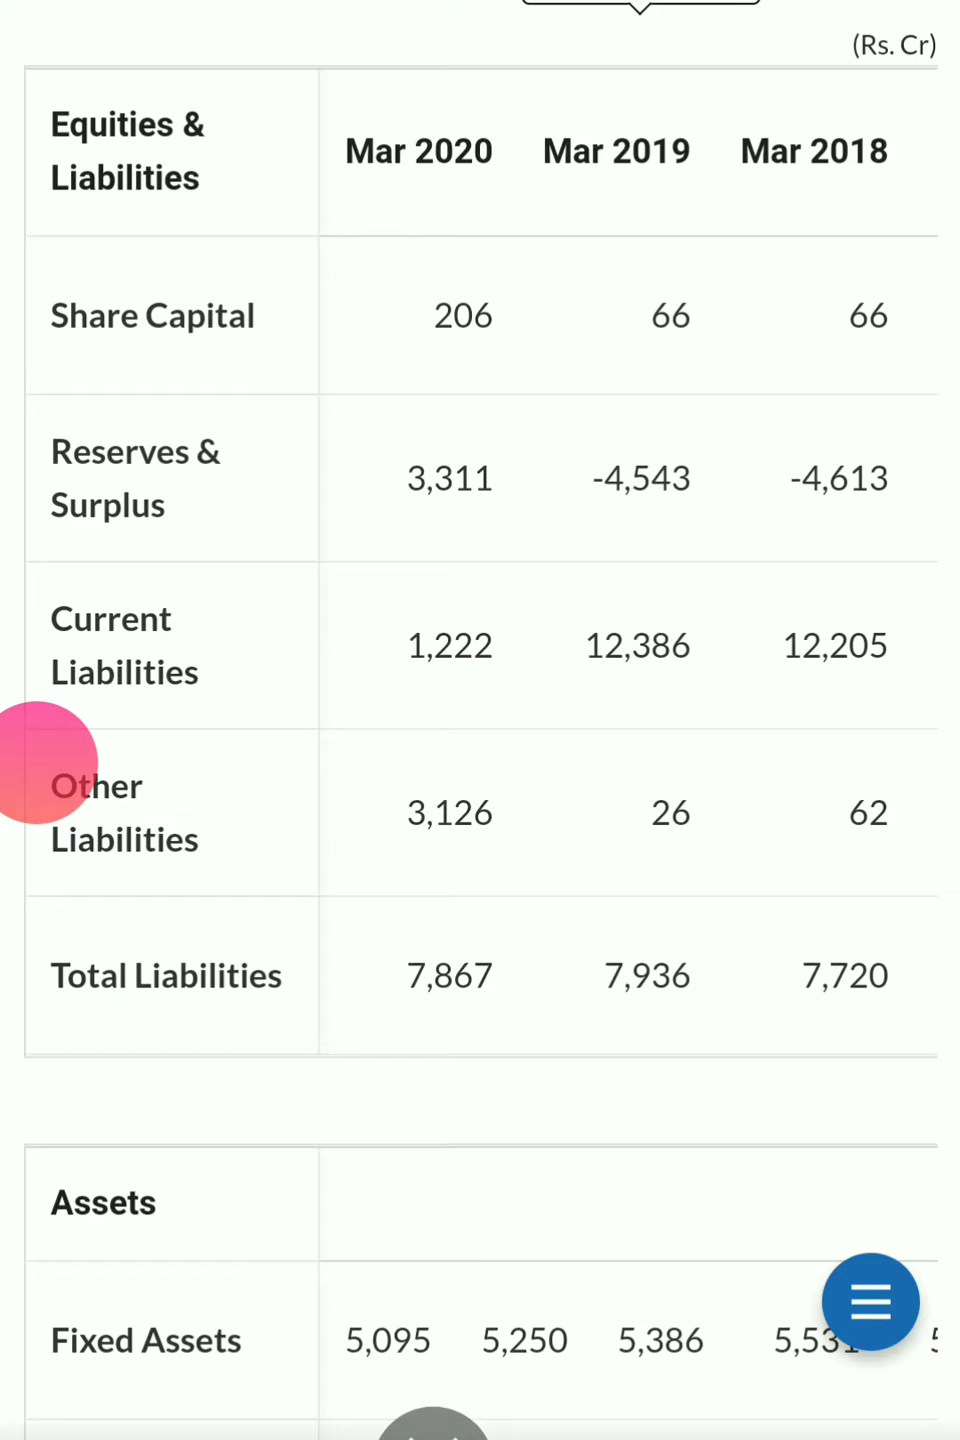 (Rs. Cr)
Equities &
Liabilities
Mar 2020 Mar 2019 Mar 2018
Share Capital 206 66 66
Reserves &
Surplus
3,311 -4,543 -4,613
Current
Liabilities
1,222 12,386 12,205
Other
Liabilities
3,126 26 62
Total Liabilities 7,867 7,936 7,720
Assets
Fixed Assets 5,095 5,250 5,386